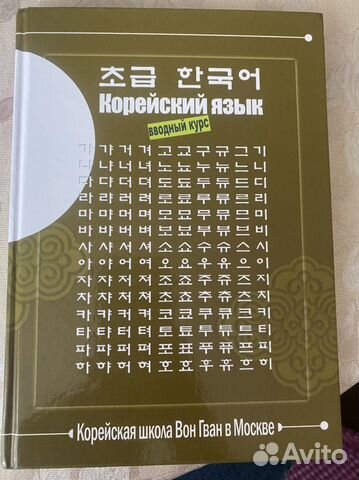 초급 한국어
Корейский язык
вводный курс
가 갸 거 겨 고 교 구 규 그 기
나 냐 너 녀 노 뇨 누 뉴 느 니
다 댜 더 뎌 도 됴 두 듀 드 디
라 랴 러 려 로 료 루 류 르 리
마 먀 머 며 모 묘 무 뮤 므 미
바 뱌 버 벼 보 뵤 부 뷰 브 비
사 샤 서 셔 소 쇼 수 슈 스 시
아 야 어 여 오 요 우 유 으 이
자 쟈 저 져 조 죠 주 쥬 즈 지
차 챠 처 쳐 초 쵸 추 츄 츠 치
카 캬 커 켜 코 쿄 쿠 큐 크 키
타 탸 터 텨 토 툐 투 튜 트 티
파 퍄 퍼 펴 포 표 푸 퓨 프 피
하 햐 허 혀 호 효 후 휴 흐 히
Корейская школа Вон Гван в Москве
Avito